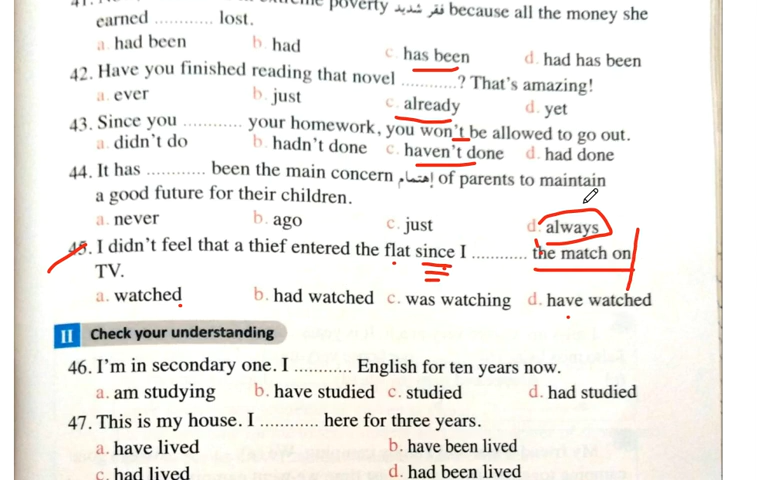 poverty فقر شديد because all the money she
earned ............ lost.
a. had been b. had c. has been d. had has been
42. Have you finished reading that novel ............? That's amazing!
a. ever b. just c. already d. yet
43. Since you ............ your homework, you won't be allowed to go out.
a. didn't do b. hadn't done c. haven't done d. had done
44. It has ............ been the main concern إهتمام of parents to maintain
a good future for their children.
a. never b. ago c. just d. always
45. I didn't feel that a thief entered the flat since I ............ the match on
TV.
a. watched b. had watched c. was watching d. have watched
II Check your understanding
46. I'm in secondary one. I ............ English for ten years now.
a. am studying b. have studied c. studied d. had studied
47. This is my house. I ............ here for three years.
a. have lived b. have been lived
c. had lived d. had been lived